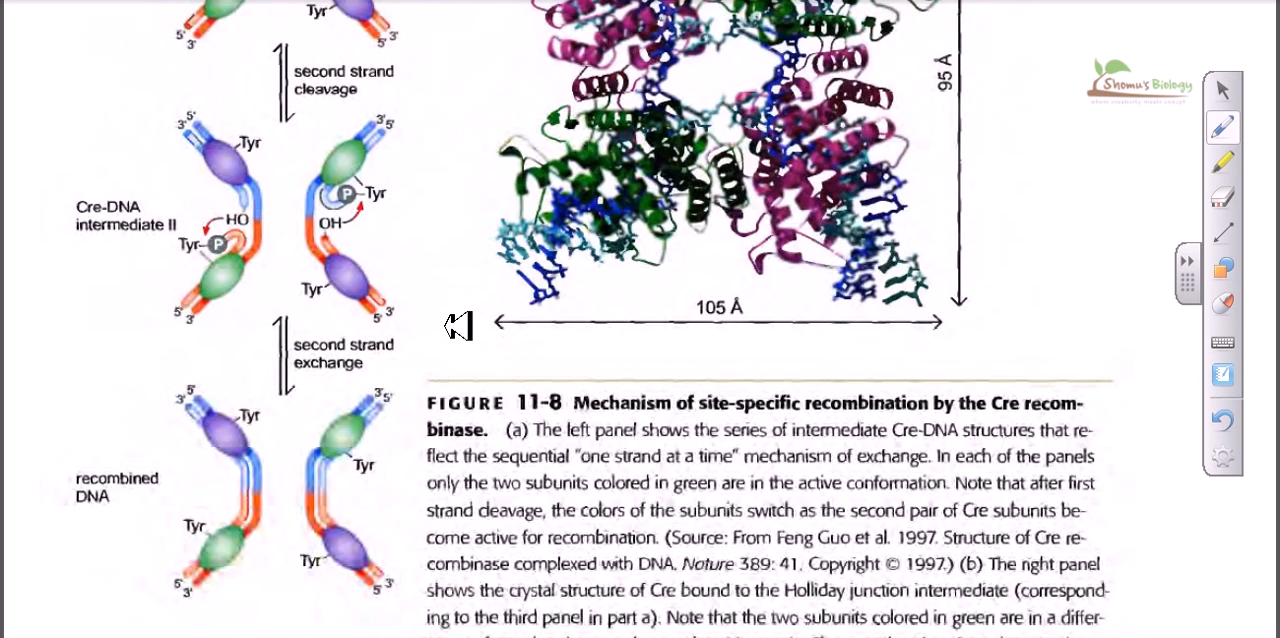 Tyr
5'
3'
5'
3'
second strand
cleavage
3'
5'
3'
5'
Tyr
Tyr
Cre-DNA
intermediate II
HO
P
OH
Tyr
P
Tyr
5'
3'
5'
3'
second strand
exchange
3'
5'
3'
5'
Tyr
Tyr
recombined
DNA
Tyr
Tyr
5'
3'
5'
3'
95 Å
105 Å
Shomu's Biology
FIGURE 11-8 Mechanism of site-specific recombination by the Cre recom-
binase. (a) The left panel shows the series of intermediate Cre-DNA structures that re-
flect the sequential "one strand at a time" mechanism of exchange. In each of the panels
only the two subunits colored in green are in the active conformation. Note that after first
strand cleavage, the colors of the subunits switch as the second pair of Cre subunits be-
come active for recombination. (Source: From Feng Guo et al. 1997. Structure of Cre re-
combinase complexed with DNA. Nature 389: 41. Copyright © 1997.) (b) The right panel
shows the crystal structure of Cre bound to the Holliday junction intermediate (correspond-
ing to the third panel in part a). Note that the two subunits colored in green are in a differ-